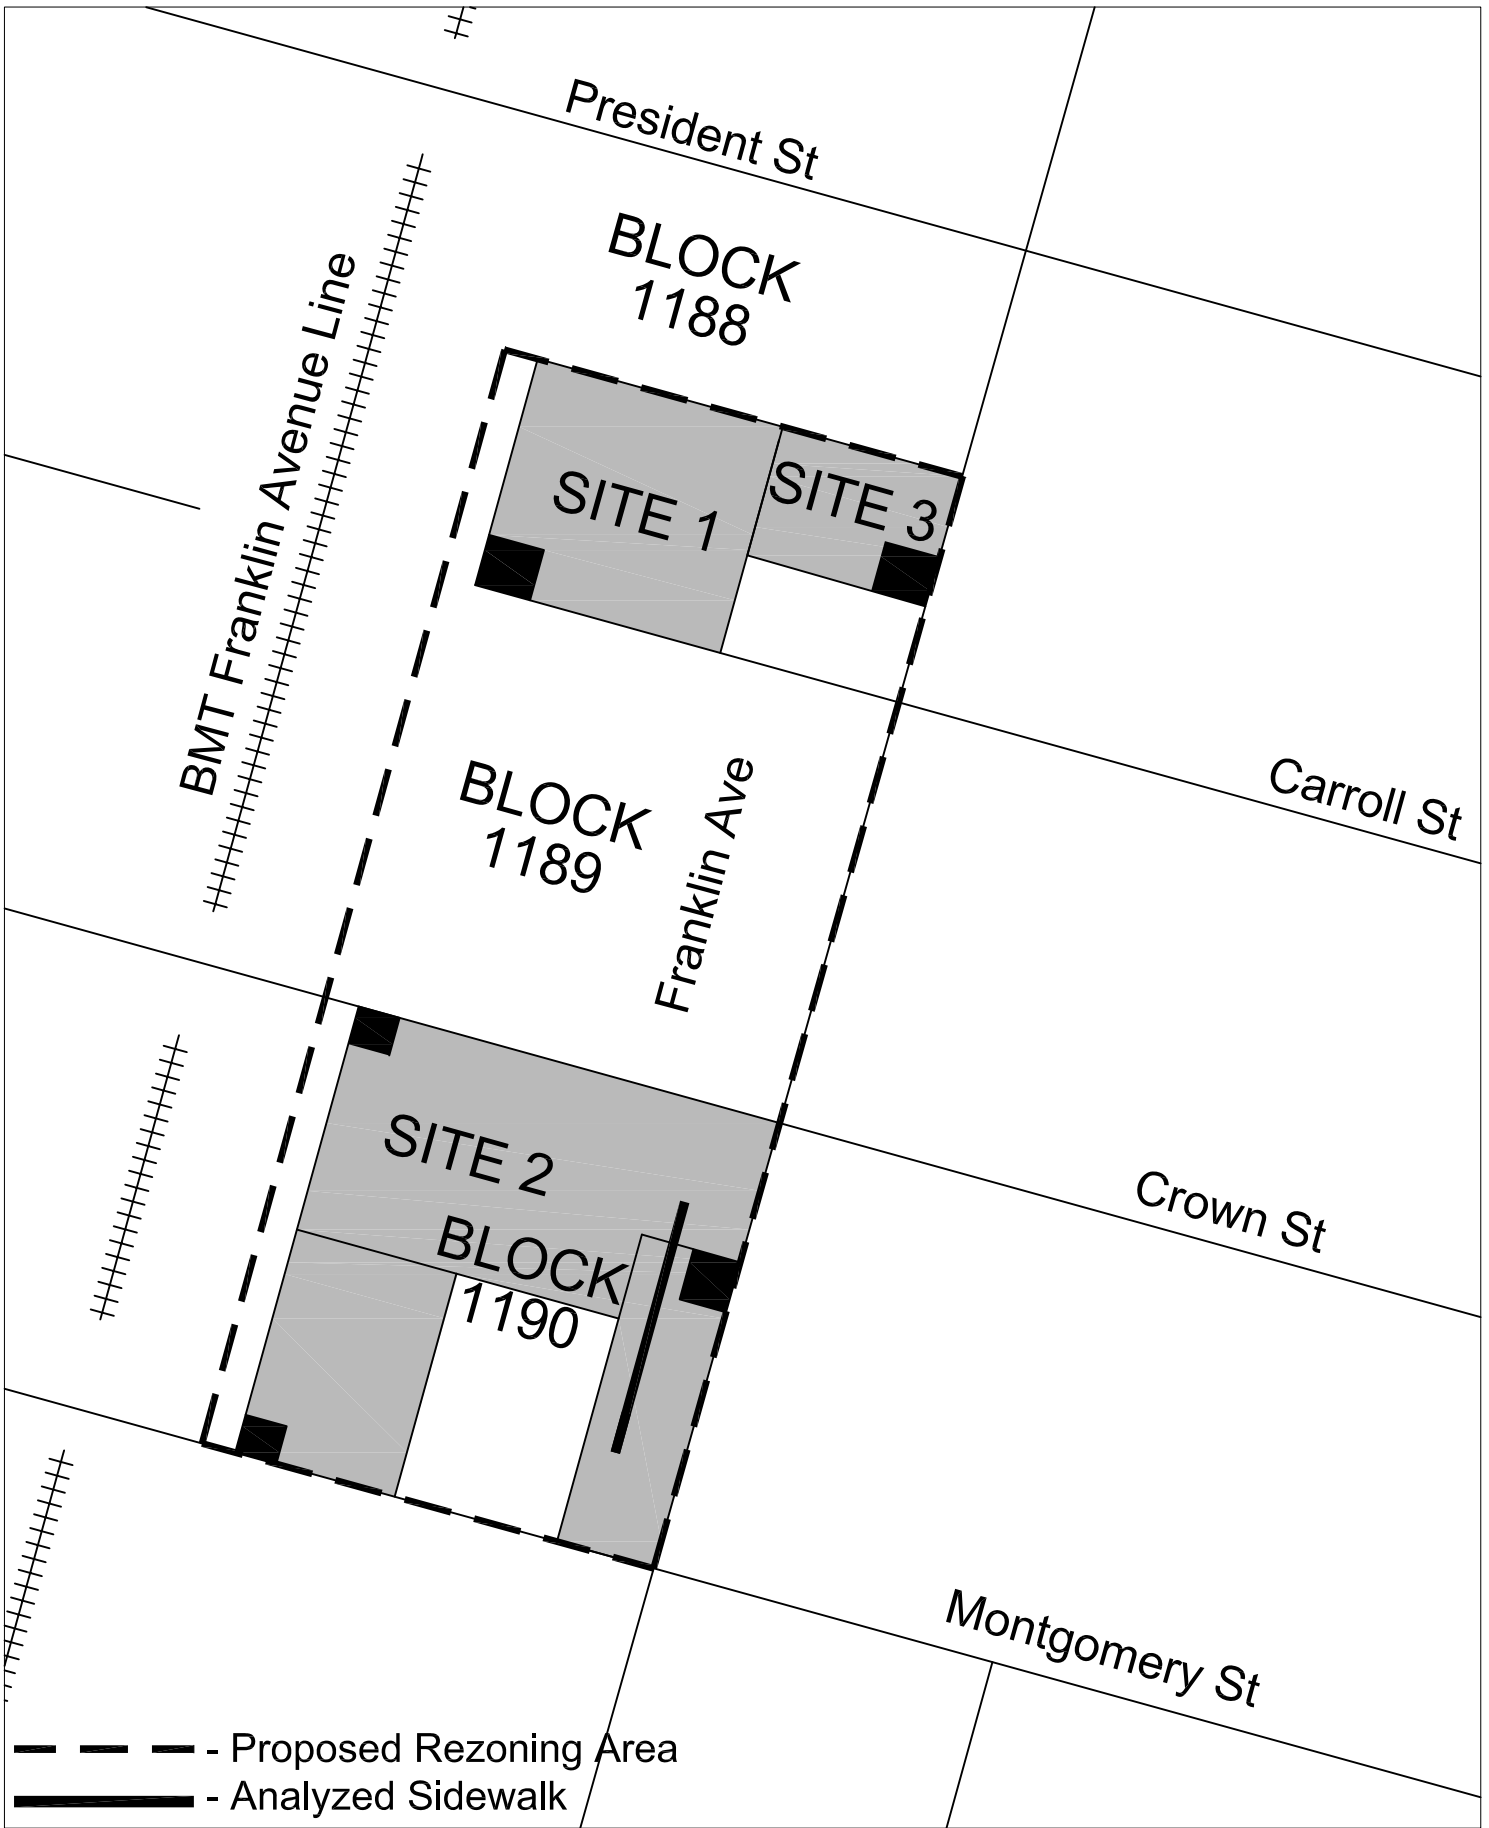 President St
BLOCK
1188
BMT Franklin Avenue Line
SITE 1
SITE 3
Carroll St
BLOCK
1189
Franklin Ave
SITE 2
Crown St
BLOCK
1190
Montgomery St
- Proposed Rezoning Area
- Analyzed Sidewalk